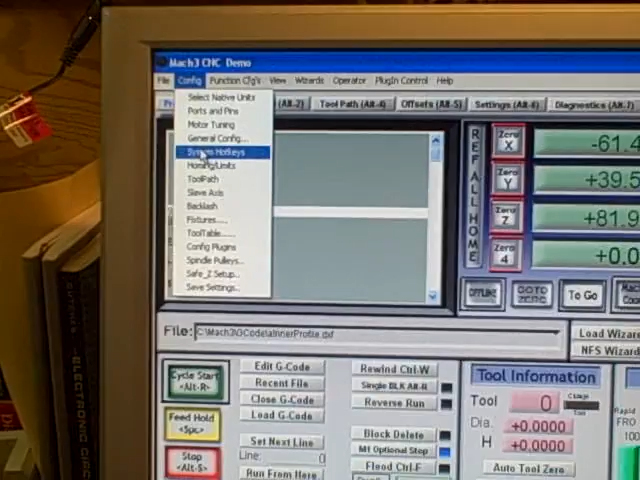 Mach3 CNC Demo
File Config Function Cfg's View Wizards Operator PlugIn Control Help
Select Native Units
Ports and Pins
Motor Tuning
General Config...
System Hotkeys
Homing/Limits
ToolPath
Slave Axis
Backlash
Fixtures....
ToolTable.....
Config Plugins
Spindle Pulleys...
Safe_Z Setup...
Save Settings..
Tool Path (Alt-4) Offsets (Alt-5) Settings (Alt-6) Diagnostics (Alt-7)
REF ALL HOME
Zero X -61.4
Zero Y +39.5
Zero Z +81.9
Zero 4 +0.0
OFFLINE GOTO ZERO To Go
File: C:\Mach3\GCode\aInnerProfile.dxf
Load Wizar
NFS Wizard
Cycle Start <Alt-R>
Feed Hold <Spc>
Stop <Alt-S>
Edit G-Code
Recent File
Close G-Code
Load G-Code
Set Next Line
Line: 0
Run From Here
Rewind Ctrl-W
Single BLK Alt-N
Reverse Run
Block Delete
M1 Optional Stop
Flood Ctrl-F
Tool Information
Tool 0
Dia. +0.0000
H +0.0000
Auto Tool Zero
Rapid
FRO
100
ELECTRONIC CIRC